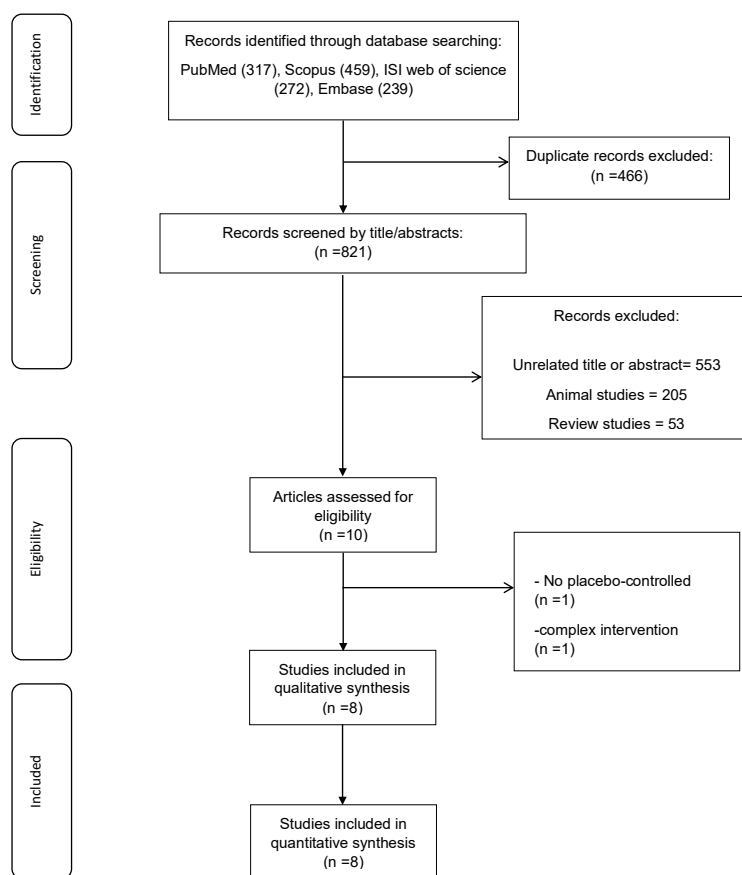 Identification
Records identified through database searching:
PubMed (317), Scopus (459), ISI web of science
(272), Embase (239)
Duplicate records excluded:
(n =466)
Screening
Records screened by title/abstracts:
(n =821)
Records excluded:
Unrelated title or abstract= 553
Animal studies = 205
Review studies = 53
Eligibility
Articles assessed for
eligibility
(n =10)
- No placebo-controlled
(n =1)
-complex intervention
(n =1)
Studies included in
qualitative synthesis
(n =8)
Included
Studies included in
quantitative synthesis
(n =8)